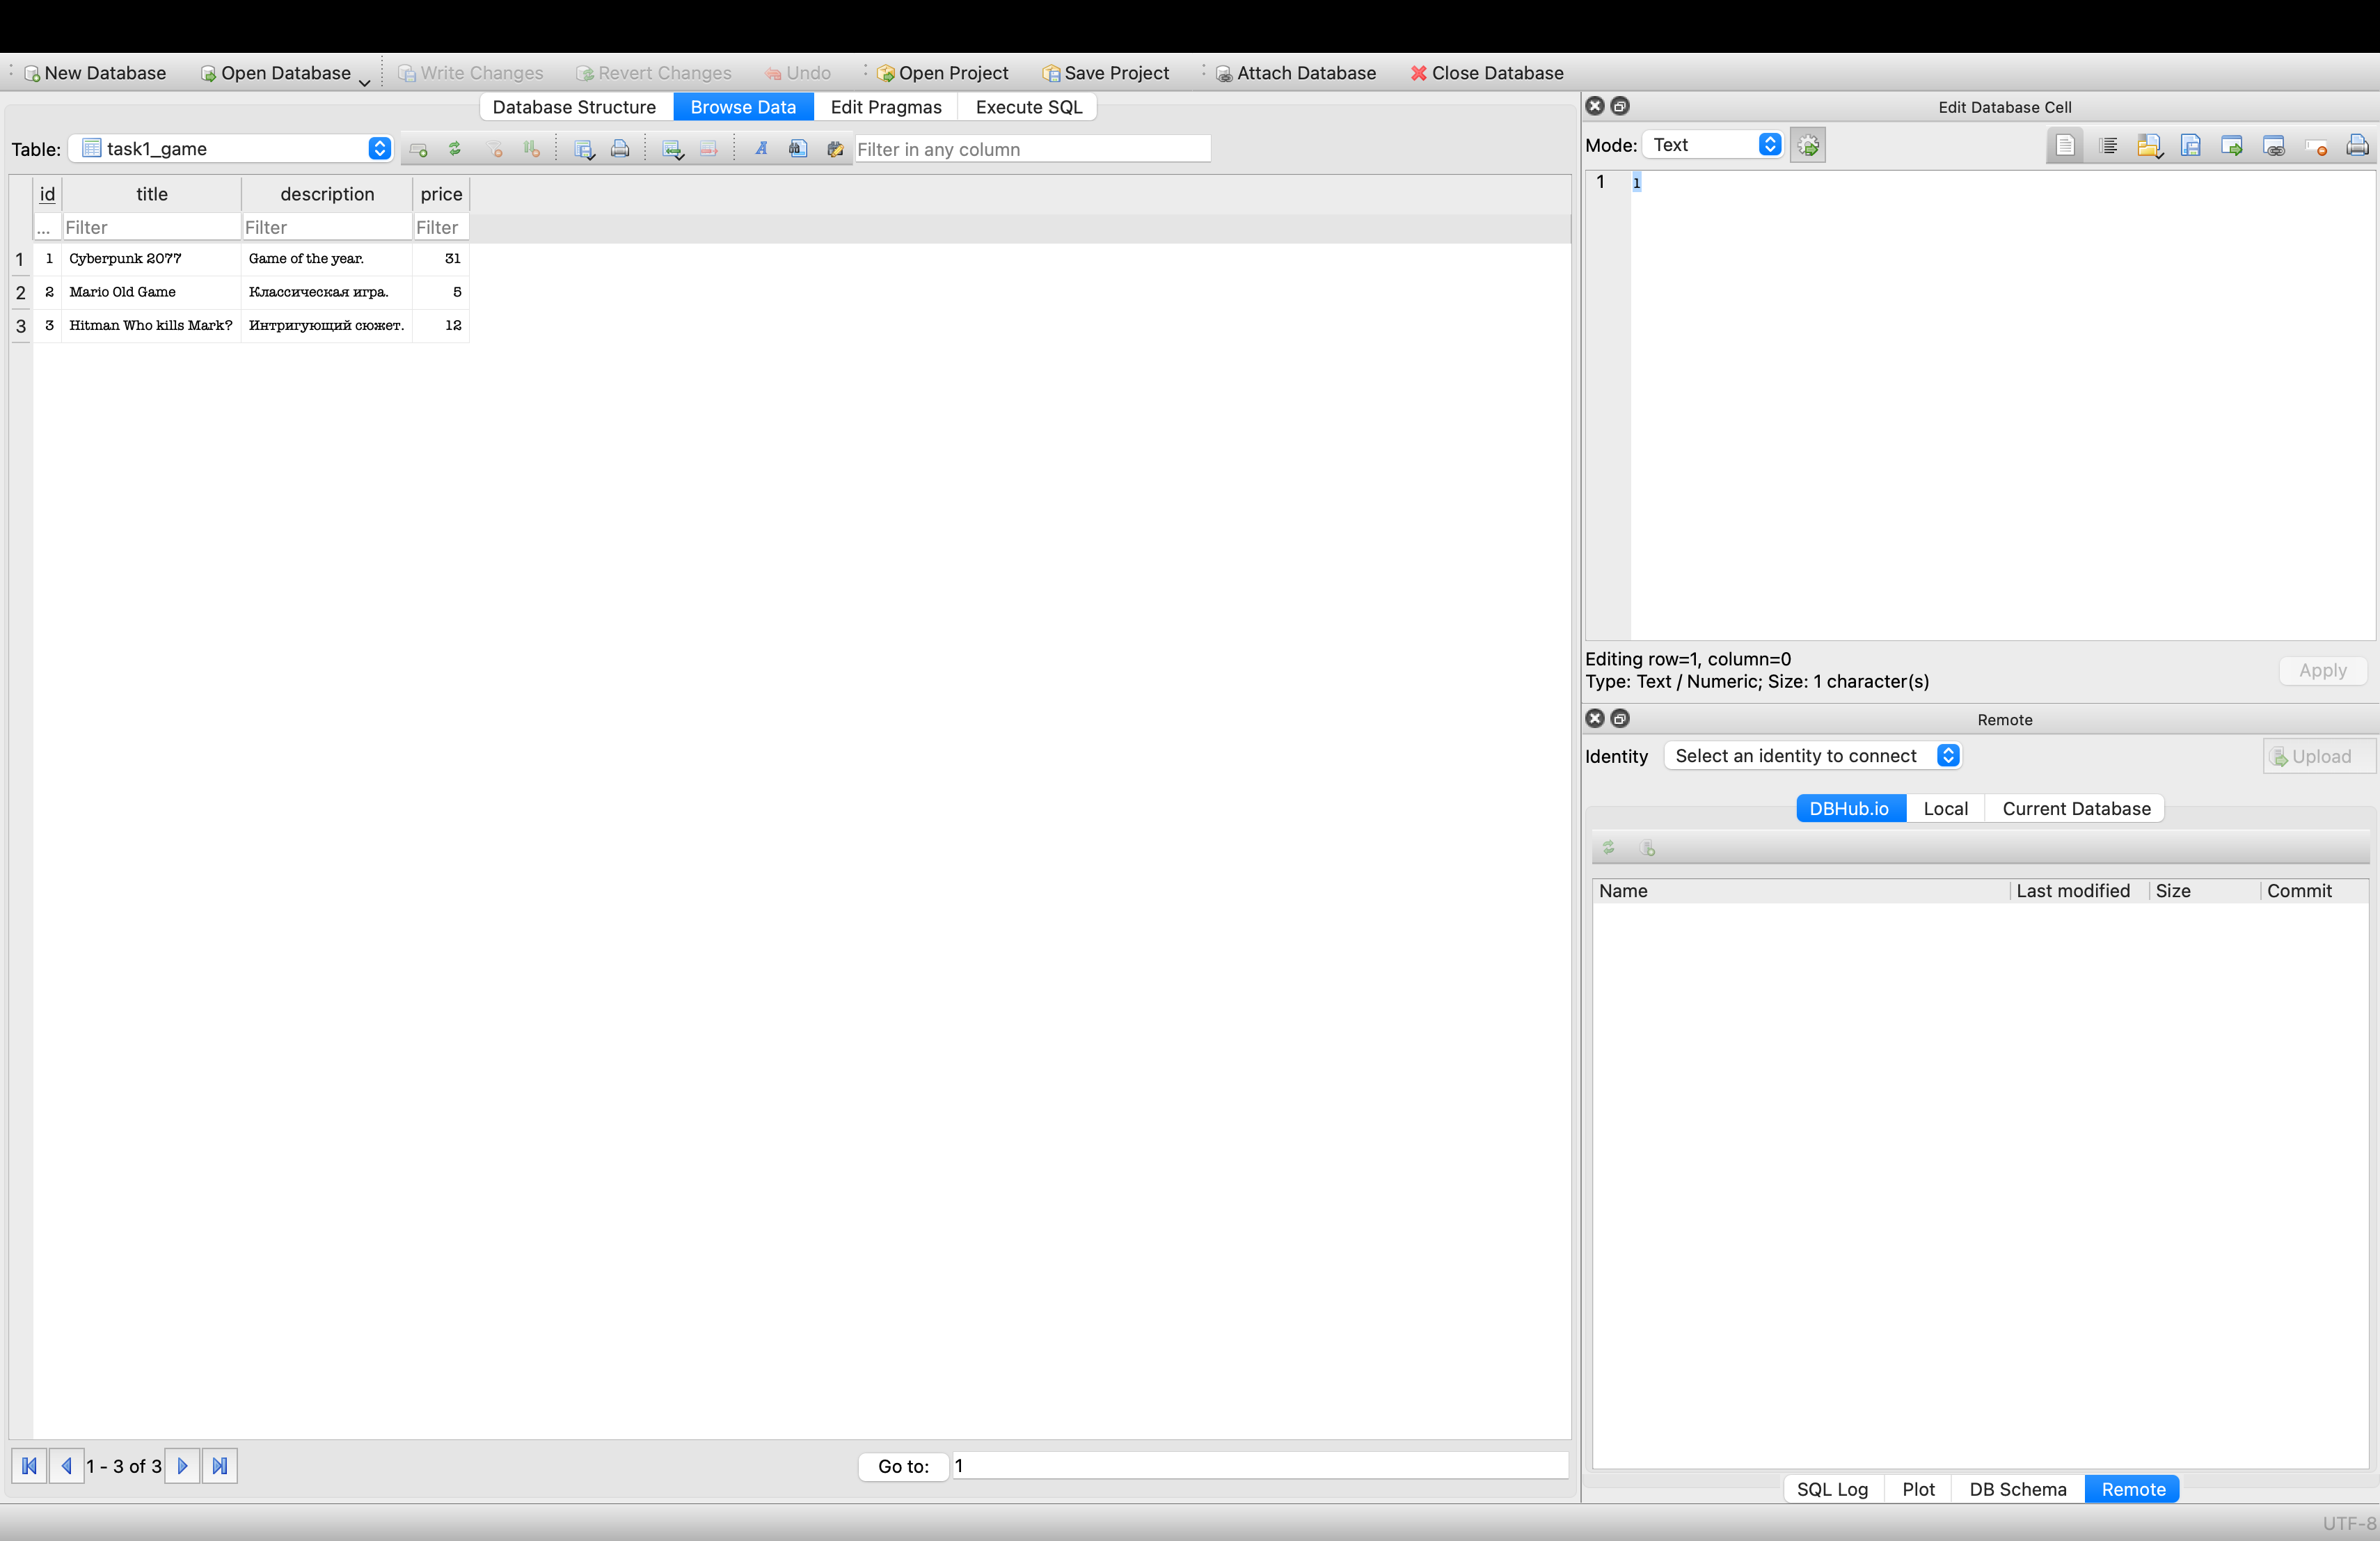 New Database Open Database Write Changes Revert Changes Undo Open Project Save Project Attach Database Close Database
Database Structure Browse Data Edit Pragmas Execute SQL
Table: task1_game Filter in any column
id title description price
... Filter Filter Filter
1 1 Cyberpunk 2077 Game of the year. 31
2 2 Mario Old Game Классическая игра. 5
3 3 Hitman Who kills Mark? Интригующий сюжет. 12
1 - 3 of 3 Go to: 1
Edit Database Cell
Mode: Text
1 1
Editing row=1, column=0
Type: Text / Numeric; Size: 1 character(s)
Apply
Remote
Identity Select an identity to connect Upload
DBHub.io Local Current Database
Name Last modified Size Commit
SQL Log Plot DB Schema Remote
UTF-8